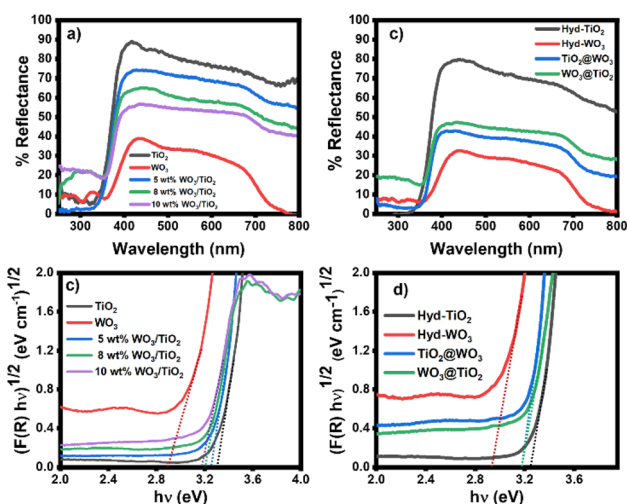 a)
100
90
80
70
60
50
40
30
20
10
0
% Reflectance
TiO₂
WO₃
5 wt% WO₃/TiO₂
8 wt% WO₃/TiO₂
10 wt% WO₃/TiO₂
300 400 500 600 700 800
Wavelength (nm)
c)
100
90
80
70
60
50
40
30
20
10
0
% Reflectance
Hyd-TiO₂
Hyd-WO₃
TiO₂@WO₃
WO₃@TiO₂
300 400 500 600 700 800
Wavelength (nm)
c)
2.0
1.6
1.2
0.8
0.4
0.0
(F(R) hν)1/2 (eV cm⁻¹)1/2
TiO₂
WO₃
5 wt% WO₃/TiO₂
8 wt% WO₃/TiO₂
10 wt% WO₃/TiO₂
2.0 2.4 2.8 3.2 3.6 4.0
hν (eV)
d)
2.0
1.6
1.2
0.8
0.4
0.0
(F(R) hν)1/2 (eV cm⁻¹)1/2
Hyd-TiO₂
Hyd-WO₃
TiO₂@WO₃
WO₃@TiO₂
2.0 2.4 2.8 3.2 3.6
hν (eV)